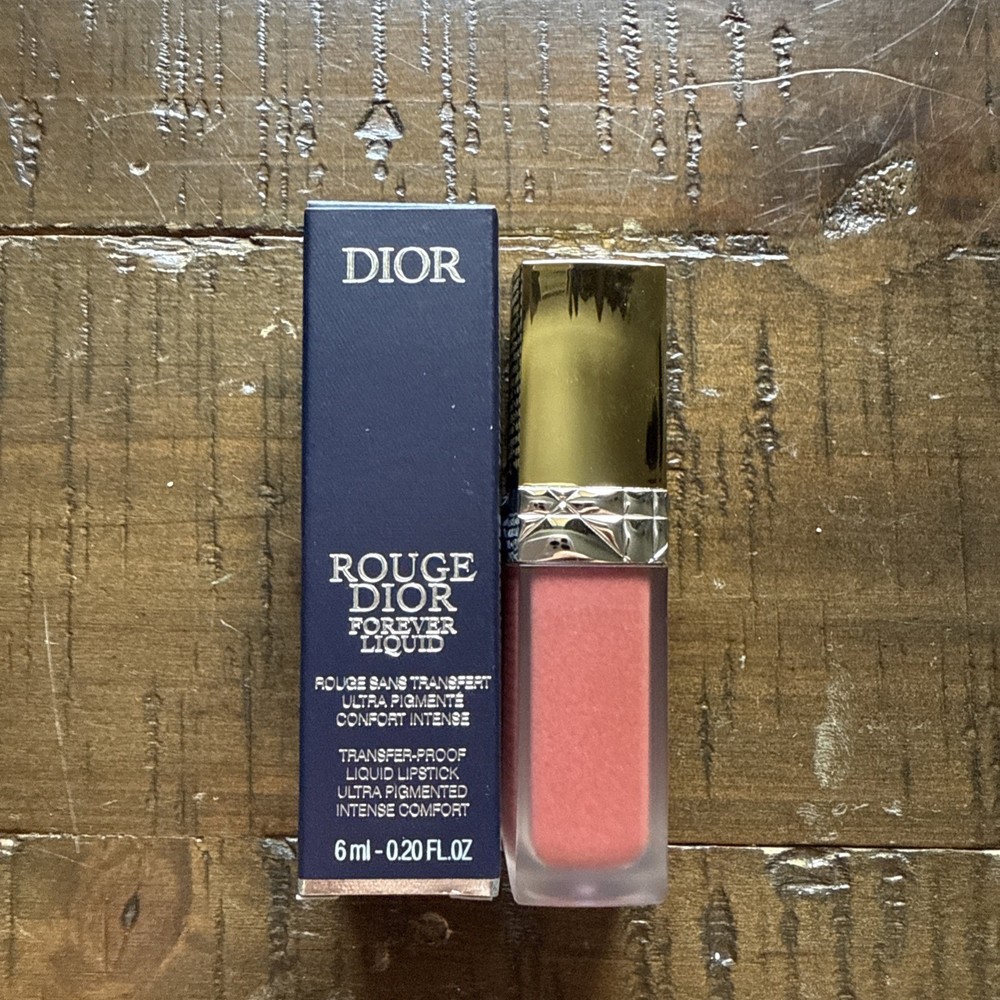 DIOR
ROUGE
DIOR
FOREVER
LIQUID
ROUGE SANS TRANSFERT
ULTRA PIGMENTÉ
CONFORT INTENSE
TRANSFER-PROOF
LIQUID LIPSTICK
ULTRA PIGMENTED
INTENSE COMFORT
6 ml - 0.20 FL.OZ